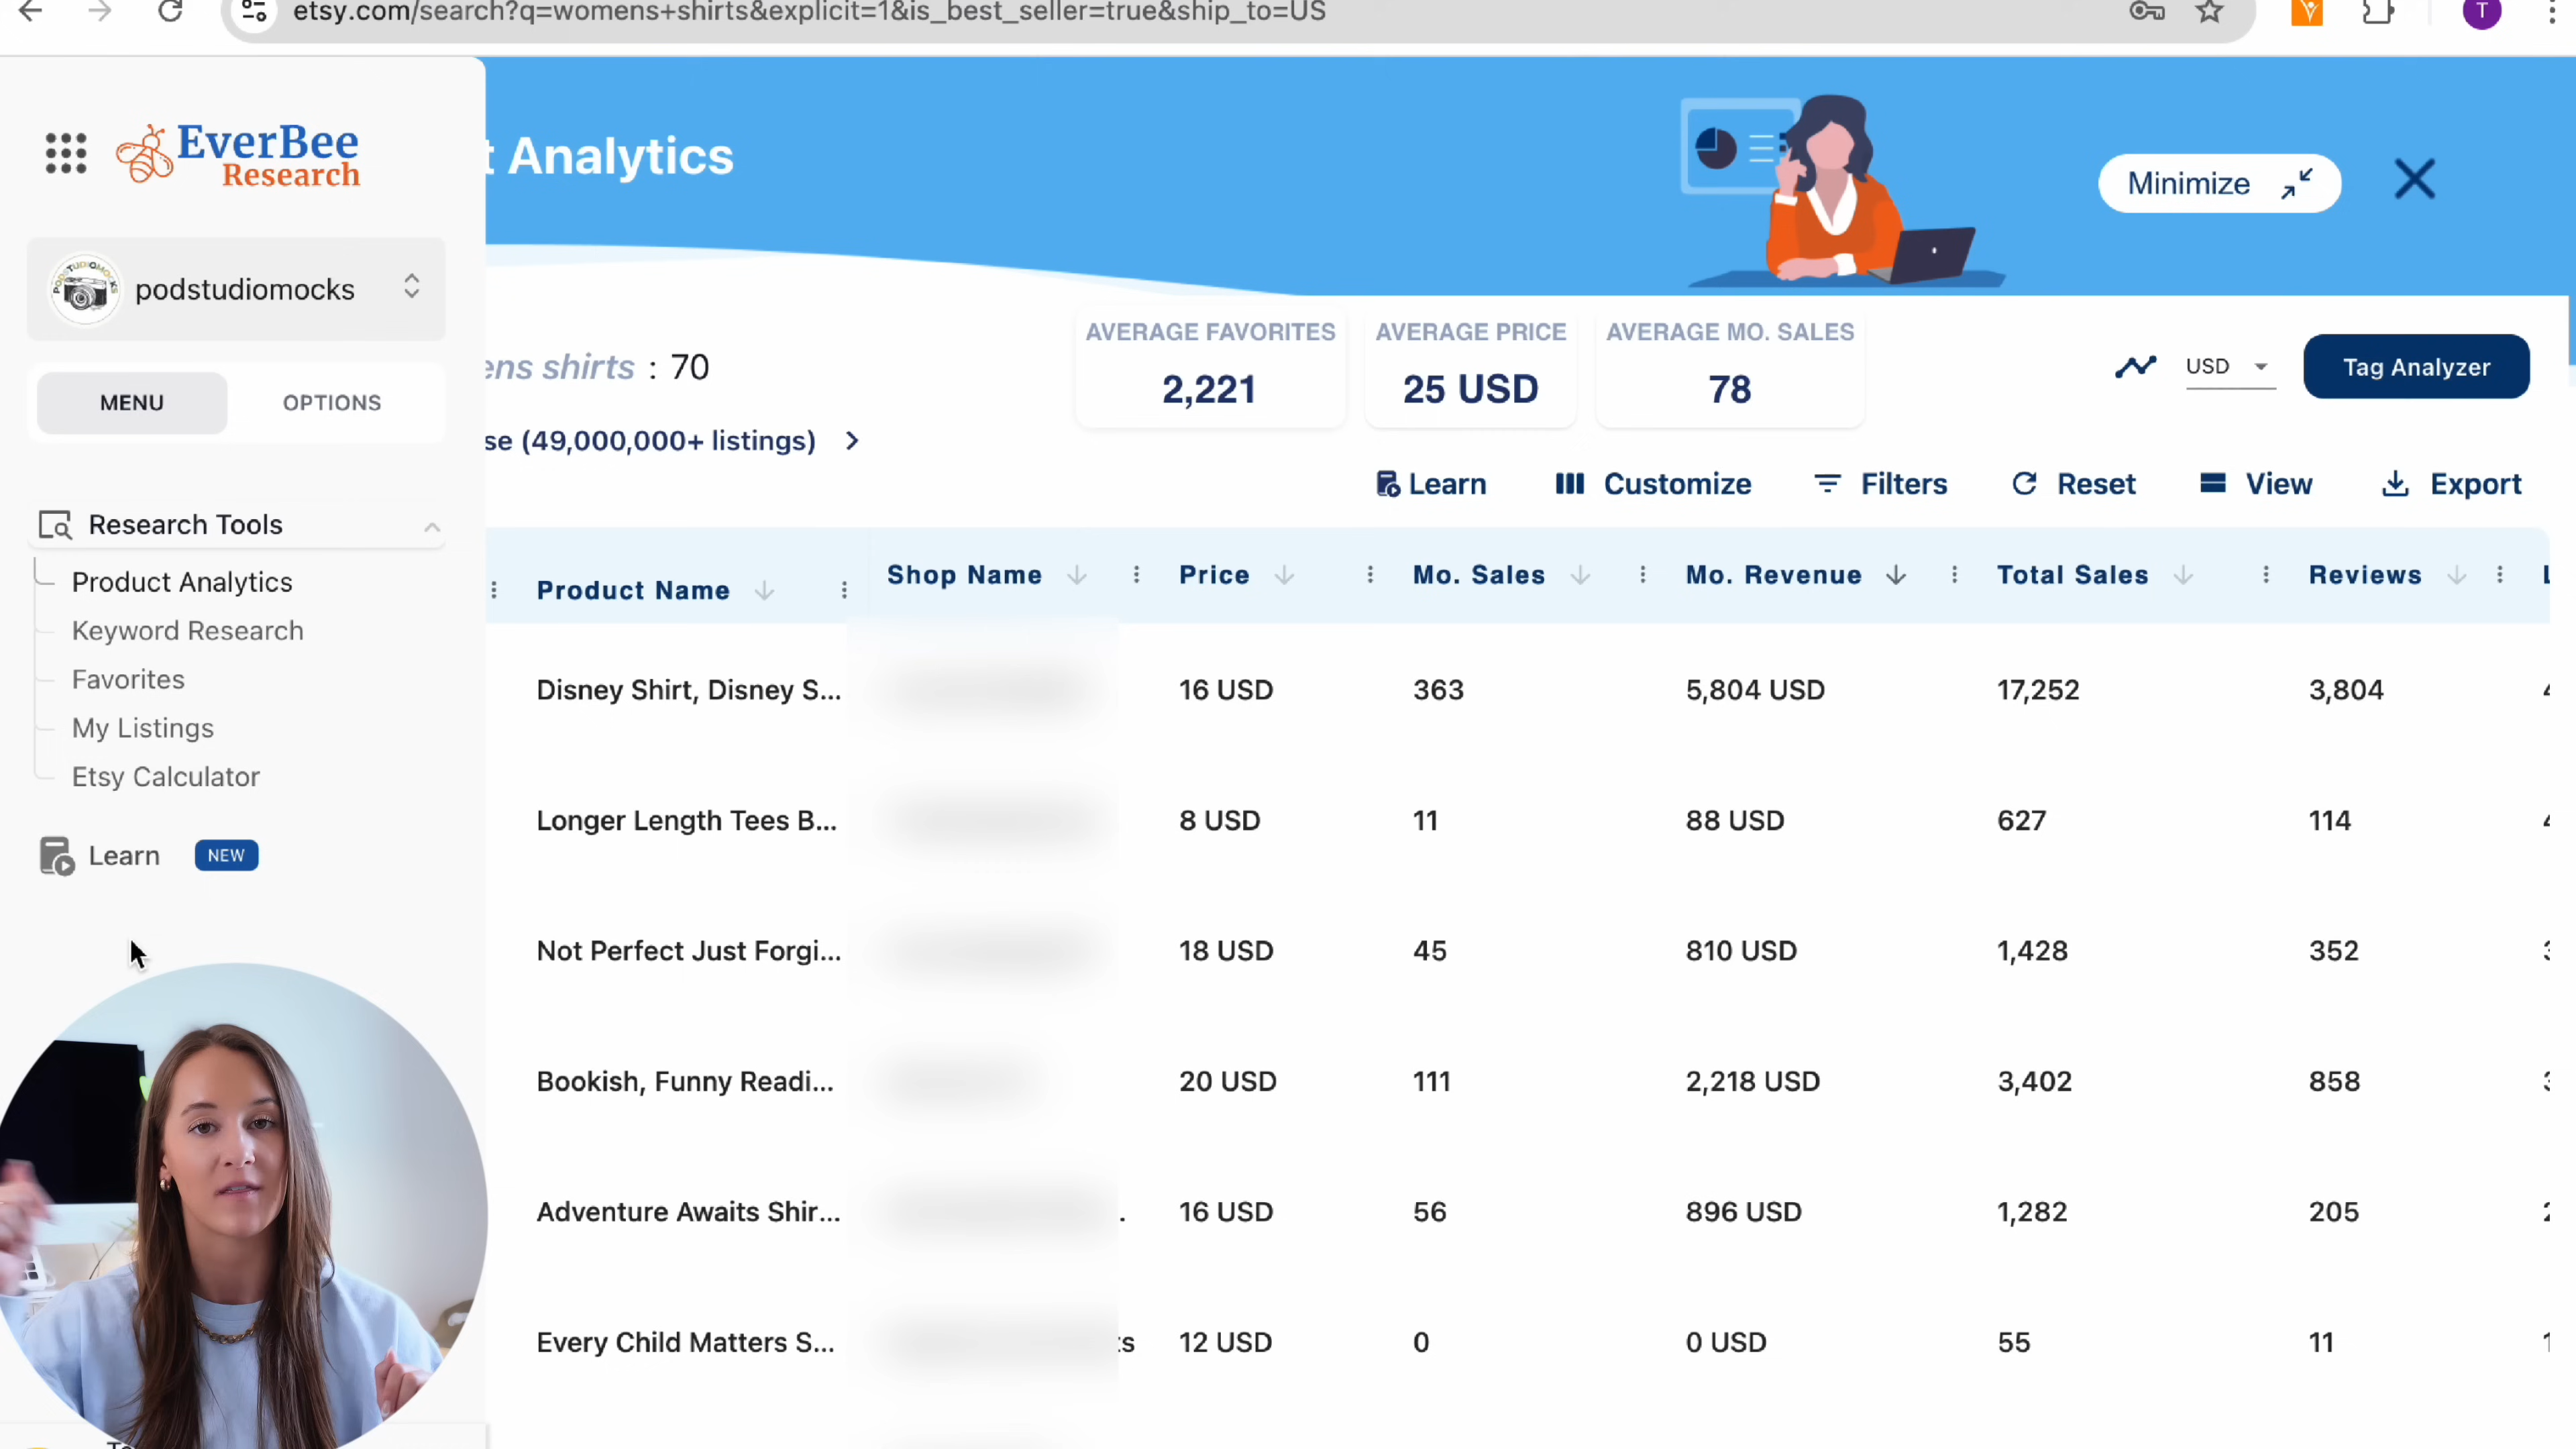 etsy.com/search?q=womens+shirts&explicit=1&is_best_seller=true&ship_to=US
T
EverBee
Research
t Analytics
Minimize
podstudiomocks
MENU
OPTIONS
ens shirts : 70
se (49,000,000+ listings)
AVERAGE FAVORITES
2,221
AVERAGE PRICE
25 USD
AVERAGE MO. SALES
78
USD
Tag Analyzer
Learn
Customize
Filters
Reset
View
Export
Research Tools
Product Analytics
Keyword Research
Favorites
My Listings
Etsy Calculator
Learn
NEW
Product Name Shop Name Price Mo. Sales Mo. Revenue Total Sales Reviews
Disney Shirt, Disney S... 16 USD 363 5,804 USD 17,252 3,804
Longer Length Tees B... 8 USD 11 88 USD 627 114
Not Perfect Just Forgi... 18 USD 45 810 USD 1,428 352
Bookish, Funny Readi... 20 USD 111 2,218 USD 3,402 858
Adventure Awaits Shir... . 16 USD 56 896 USD 1,282 205
Every Child Matters S... ts 12 USD 0 0 USD 55 11